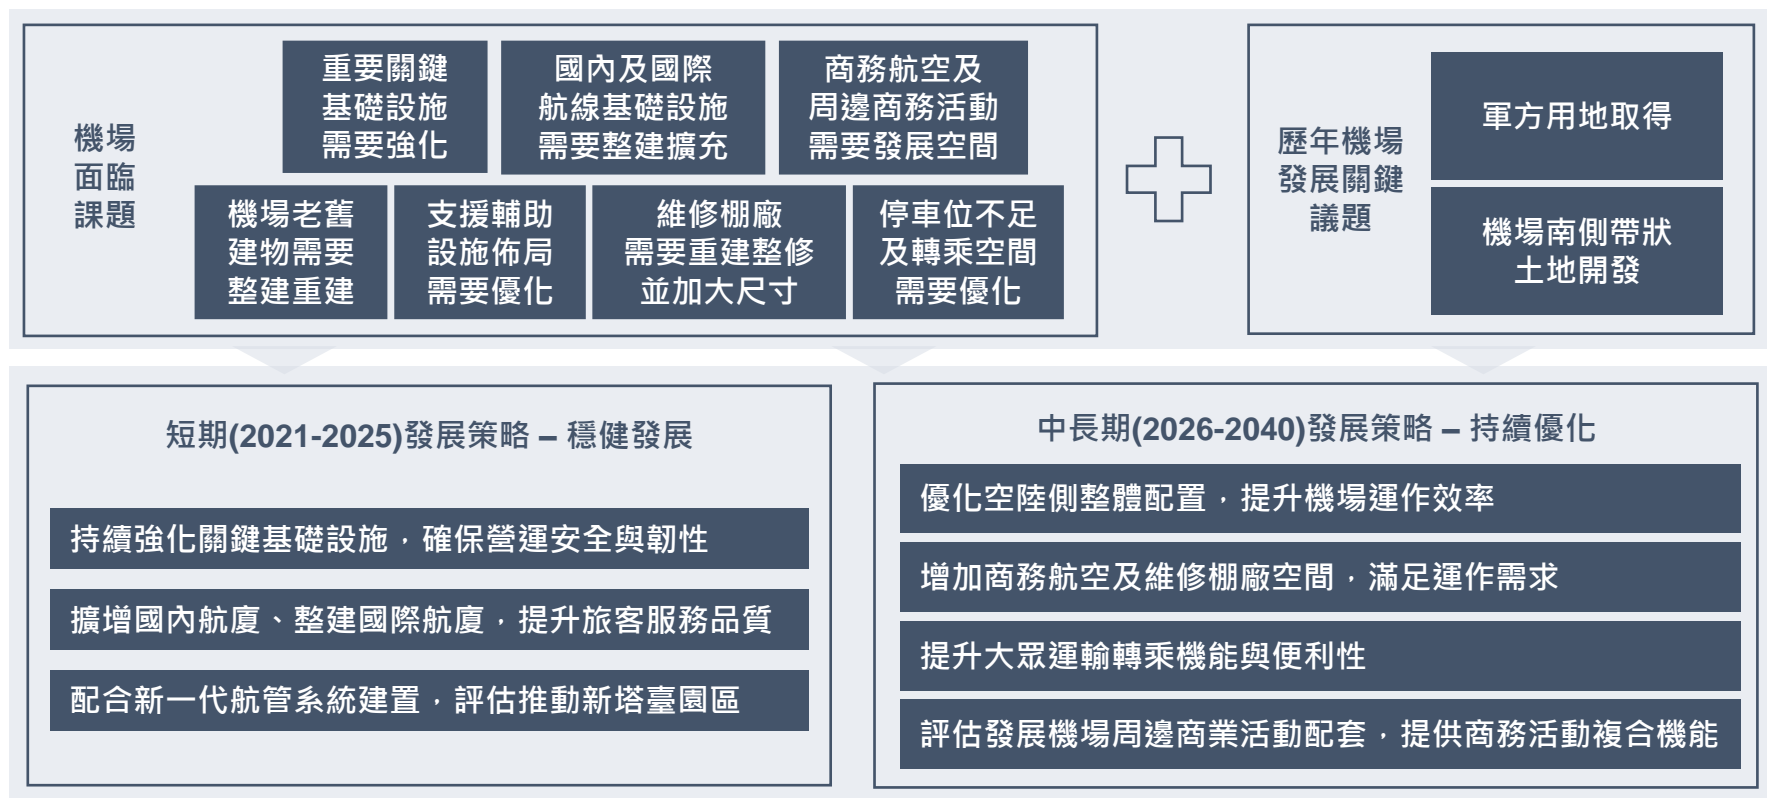 機場
面臨
課題
重要關鍵
基礎設施
需要強化
國內及國際
航線基礎設施
需要整建擴充
商務航空及
周邊商務活動
需要發展空間
機場老舊
建物需要
整建重建
支援輔助
設施佈局
需要優化
維修棚廠
需要重建整修
並加大尺寸
停車位不足
及轉乘空間
需要優化
歷年機場
發展關鍵
議題
軍方用地取得
機場南側帶狀
土地開發
短期(2021-2025)發展策略 – 穩健發展
持續強化關鍵基礎設施，確保營運安全與韌性
擴增國內航廈、整建國際航廈，提升旅客服務品質
配合新一代航管系統建置，評估推動新塔臺園區
中長期(2026-2040)發展策略 – 持續優化
優化空陸側整體配置，提升機場運作效率
增加商務航空及維修棚廠空間，滿足運作需求
提升大眾運輸轉乘機能與便利性
評估發展機場周邊商業活動配套，提供商務活動複合機能